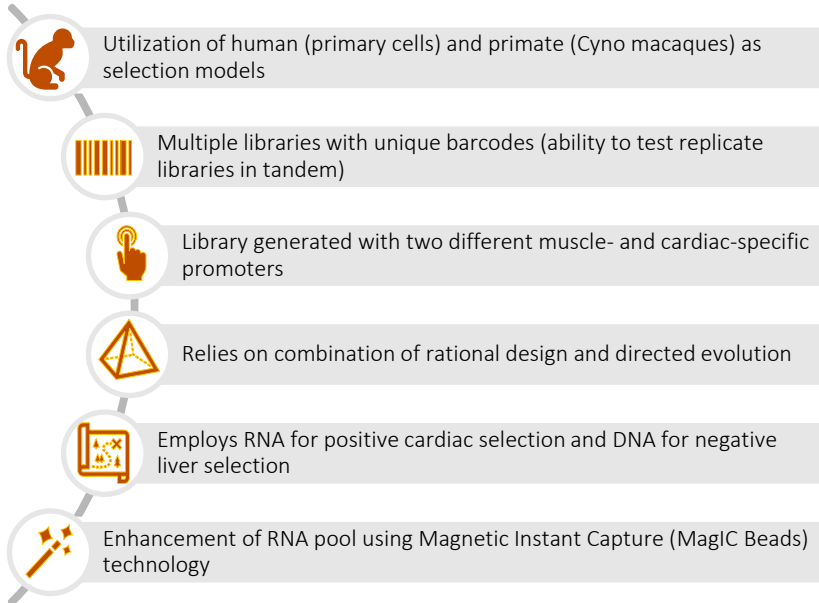 Utilization of human (primary cells) and primate (Cyno macaques) as
selection models
Multiple libraries with unique barcodes (ability to test replicate
libraries in tandem)
Library generated with two different muscle- and cardiac-specific
promoters
Relies on combination of rational design and directed evolution
Employs RNA for positive cardiac selection and DNA for negative
liver selection
Enhancement of RNA pool using Magnetic Instant Capture (MagIC Beads)
technology